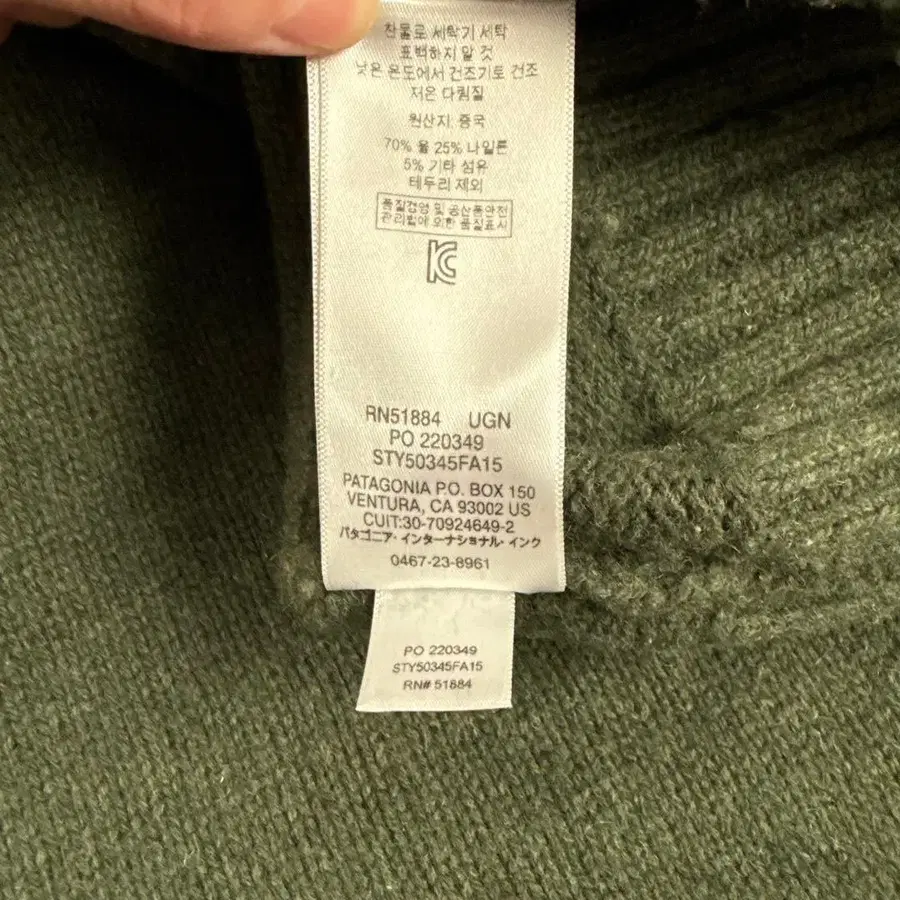 찬물로 세탁기 세탁
표백하지 말 것
낮은 온도에서 건조기로 건조
저온 다림질
원산지: 중국
70% 울 25% 나일론
5% 기타 섬유
테두리 제외
품질경영 및 공산품안전
관리법에 의한 품질표시
RN51884 UGN
PO 220349
STY50345FA15
PATAGONIA P.O. BOX 150
VENTURA, CA 93002 US
CUIT:30-70924649-2
パタゴニア・インターナショナル・インク
0467-23-8961
PO 220349
STY50345FA15
RN# 51884